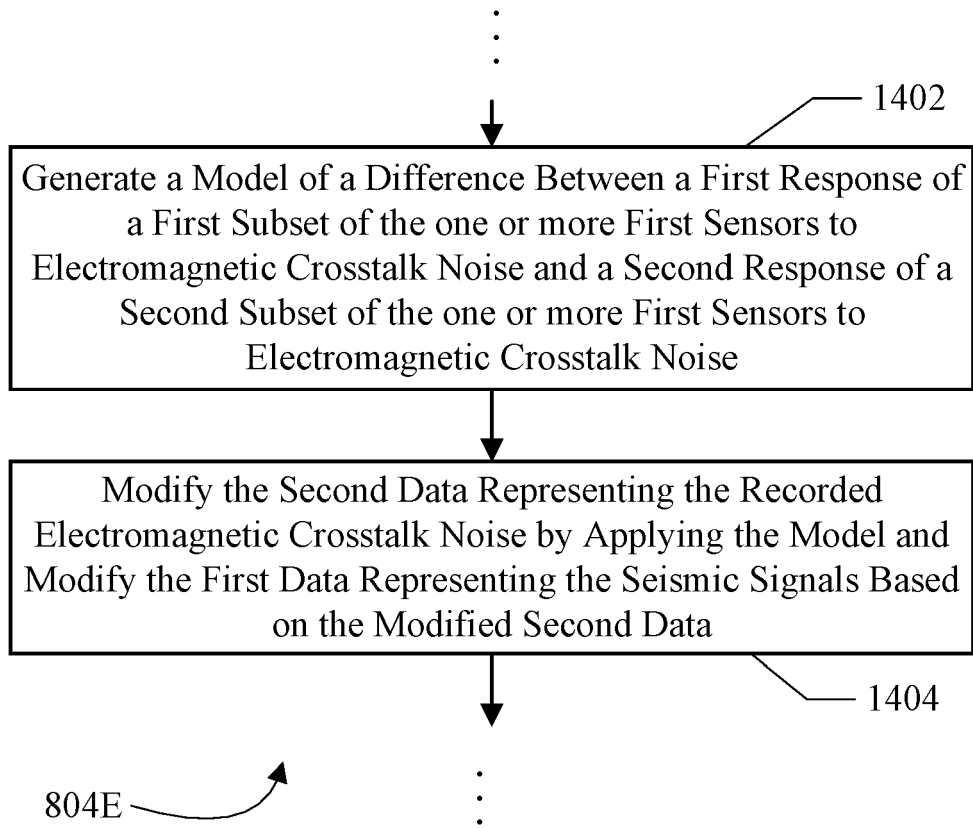 1402
Generate a Model of a Difference Between a First Response of
a First Subset of the one or more First Sensors to
Electromagnetic Crosstalk Noise and a Second Response of a
Second Subset of the one or more First Sensors to
Electromagnetic Crosstalk Noise
Modify the Second Data Representing the Recorded
Electromagnetic Crosstalk Noise by Applying the Model and
Modify the First Data Representing the Seismic Signals Based
on the Modified Second Data
1404
804E